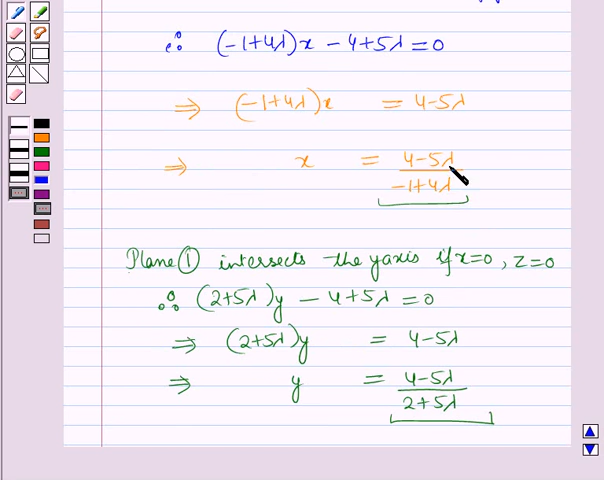 ∴ (-1+4λ)x - 4+5λ = 0
⇒ (-1+4λ)x = 4-5λ
⇒ x = 4-5λ / -1+4λ
Plane ① intersects the yaxis if x=0, z=0
∴ (2+5λ)y - 4+5λ = 0
⇒ (2+5λ)y = 4-5λ
⇒ y = 4-5λ / 2+5λ